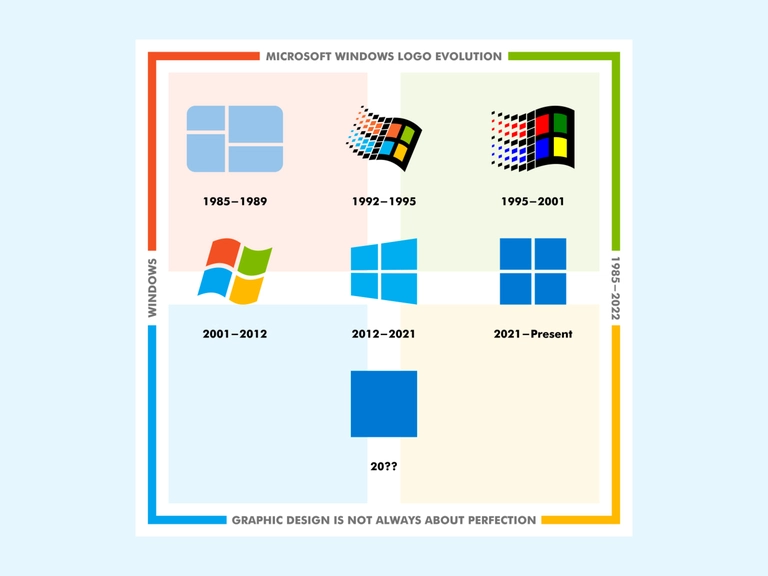 MICROSOFT WINDOWS LOGO EVOLUTION
1985–1989
1992–1995
1995–2001
WINDOWS
1985–2022
2001–2012
2012–2021
2021–Present
20??
GRAPHIC DESIGN IS NOT ALWAYS ABOUT PERFECTION